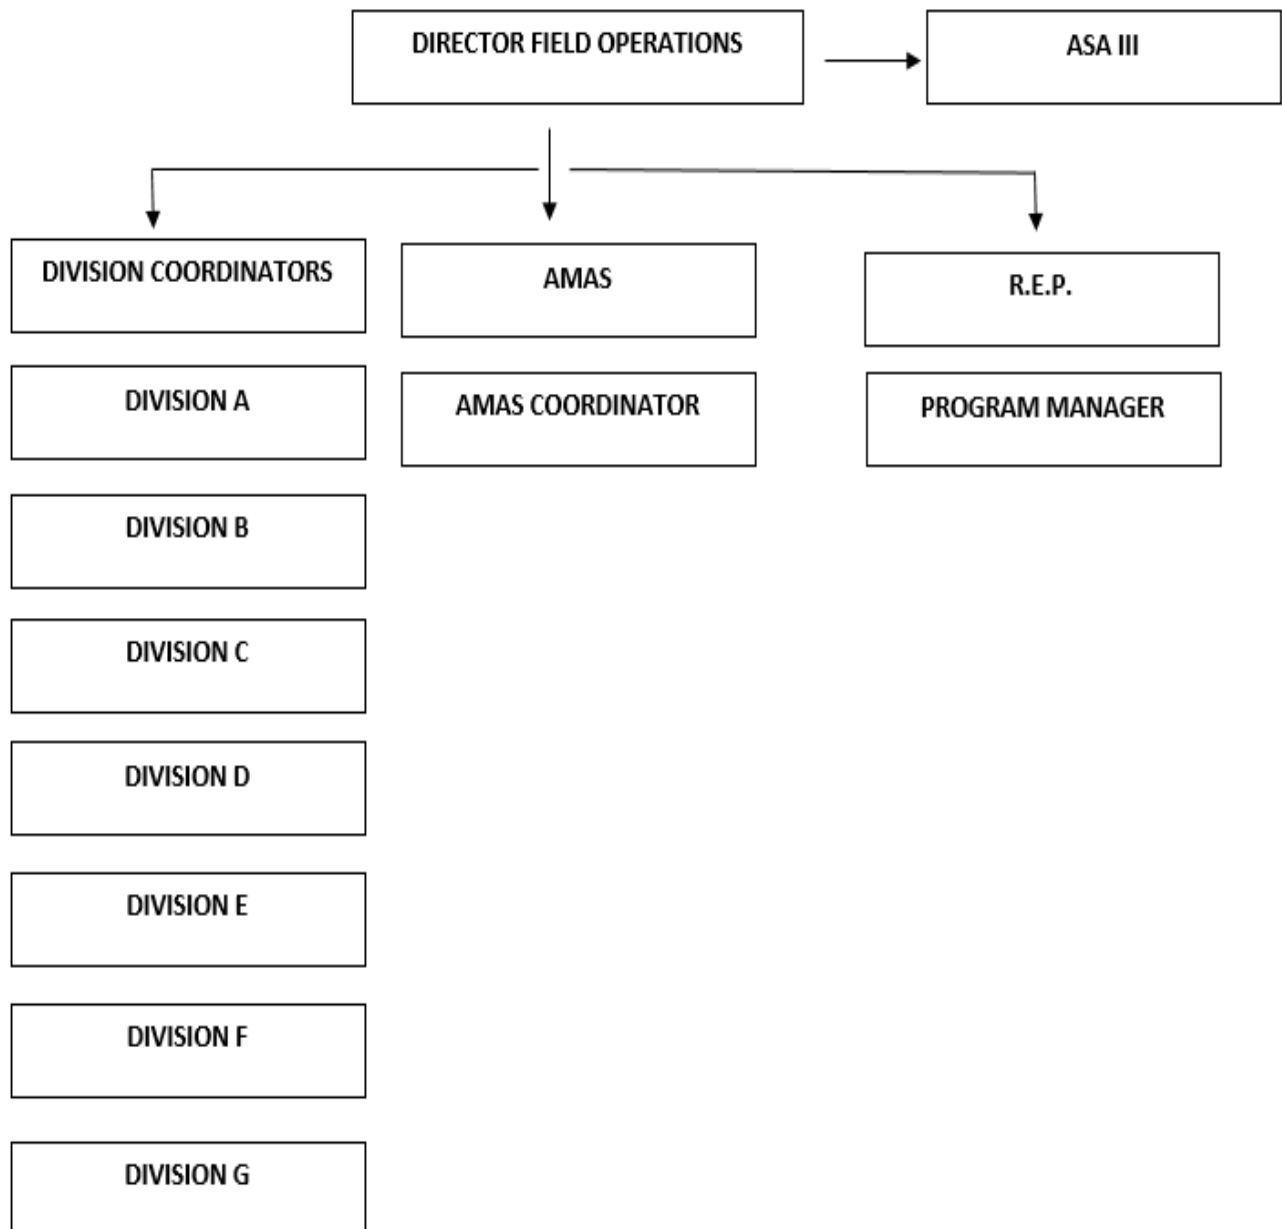 DIRECTOR FIELD OPERATIONS
ASA III
DIVISION COORDINATORS
AMAS
R.E.P.
DIVISION A
AMAS COORDINATOR
PROGRAM MANAGER
DIVISION B
DIVISION C
DIVISION D
DIVISION E
DIVISION F
DIVISION G